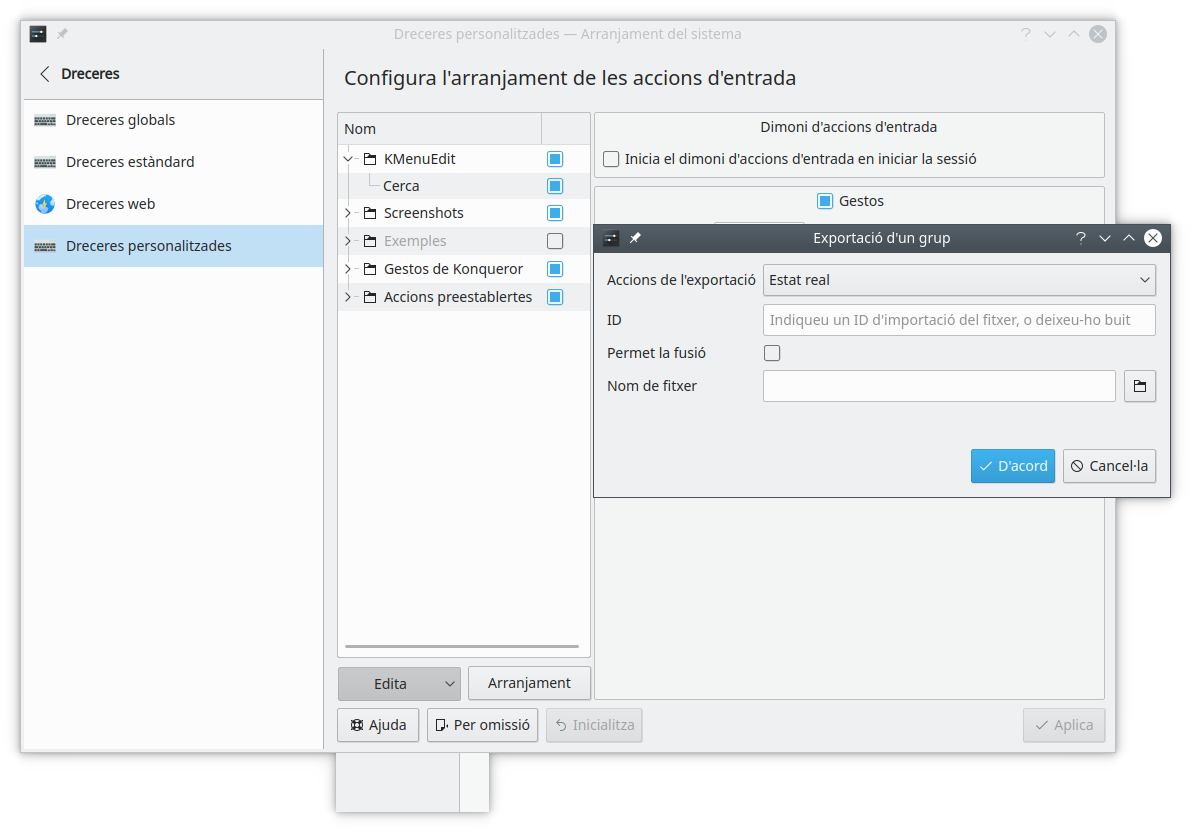 Dreceres personalitzades — Arranjament del sistema
Dreceres
Configura l'arranjament de les accions d'entrada
Dreceres globals
Dreceres estàndard
Dreceres web
Dreceres personalitzades
Nom
KMenuEdit
Cerca
Screenshots
Exemples
Gestos de Konqueror
Accions preestablertes
Dimoni d'accions d'entrada
Inicia el dimoni d'accions d'entrada en iniciar la sessió
Gestos
Exportació d'un grup
Accions de l'exportació Estat real
ID Indiqueu un ID d'importació del fitxer, o deixeu-ho buit
Permet la fusió
Nom de fitxer
D'acord Cancel·la
Edita Arranjament
Ajuda Per omissió Inicialitza Aplica